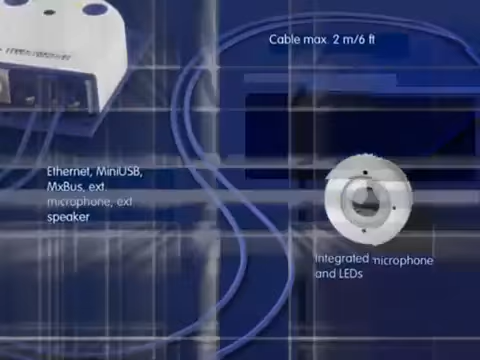 Cable max. 2 m/6 ft
Ethernet, MiniUSB,
MxBus, ext.
microphone, ext
speaker
Integrated microphone
and LEDs